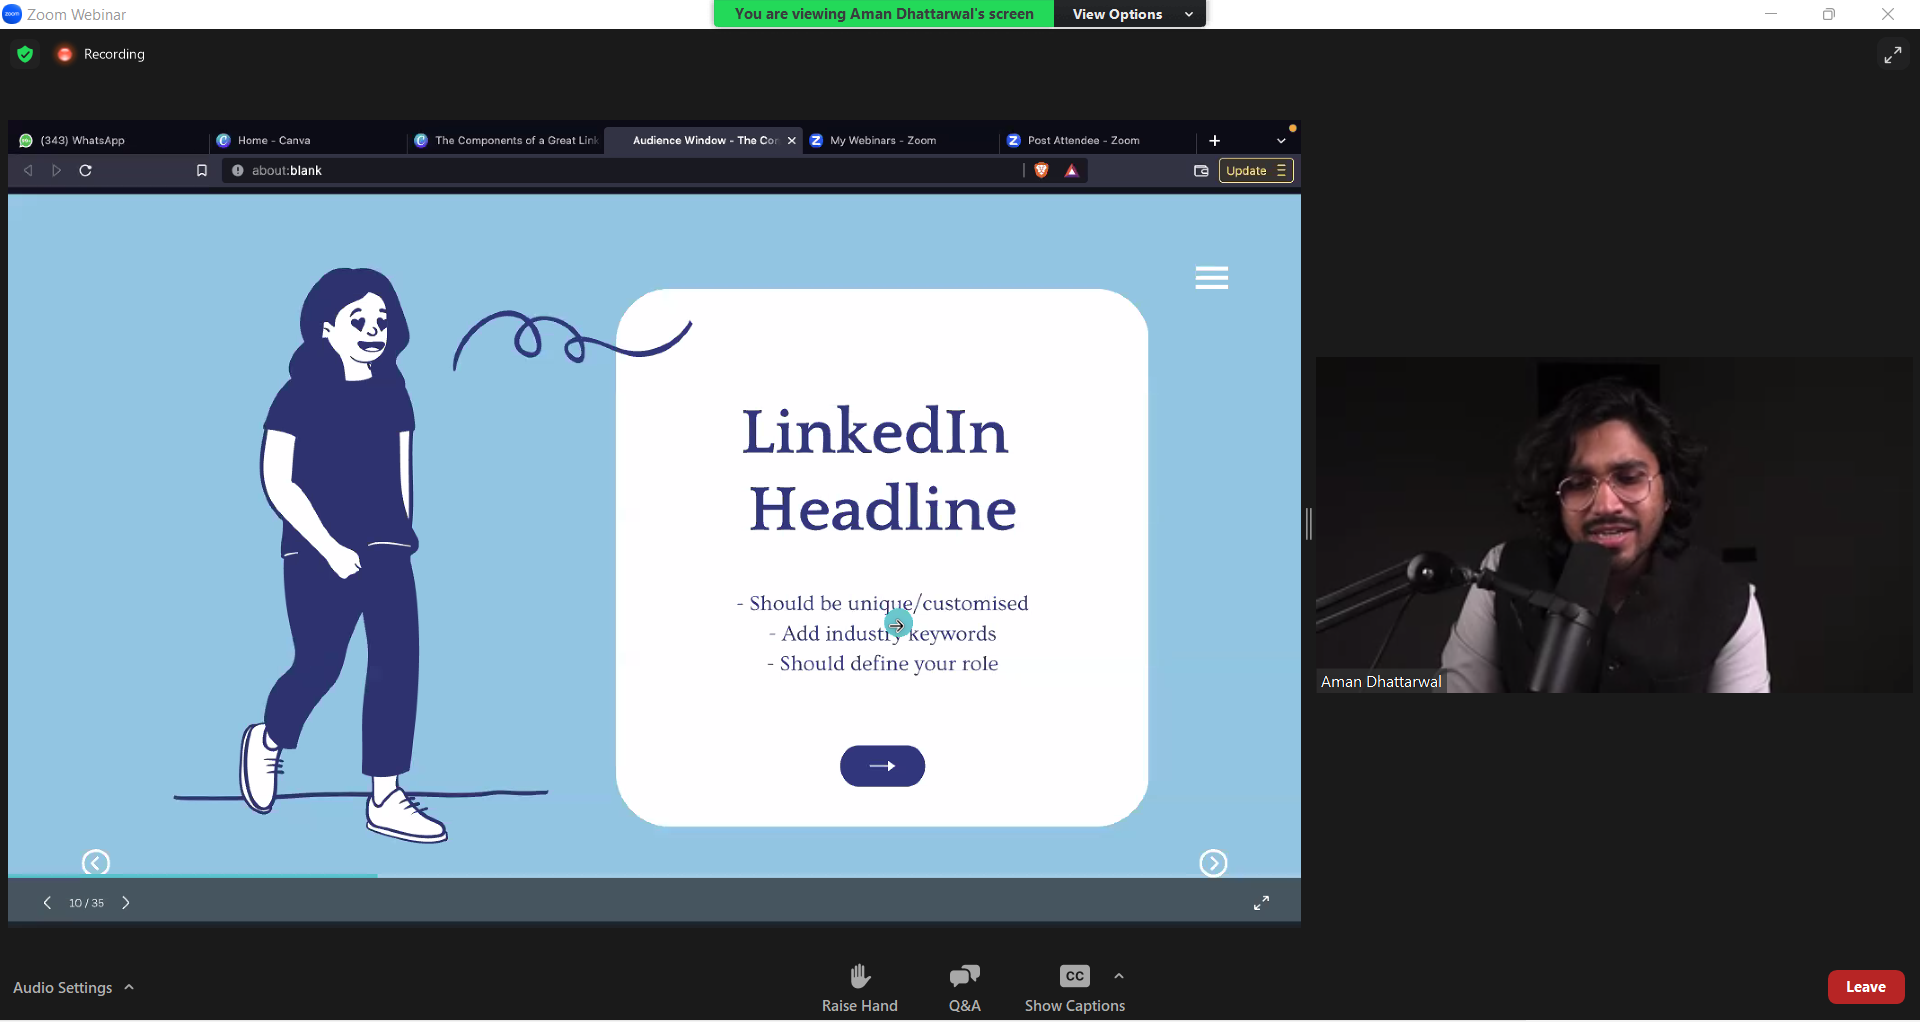 Zoom Webinar
You are viewing Aman Dhattarwal's screen
View Options
Recording
(343) WhatsApp
Home - Canva
The Components of a Great Link
Audience Window - The Con
My Webinars - Zoom
Post Attendee - Zoom
about:blank
Update
LinkedIn
Headline
- Should be unique/customised
- Add industry keywords
- Should define your role
Aman Dhattarwal
10 / 35
Audio Settings
Raise Hand
Q&A
CC
Show Captions
Leave